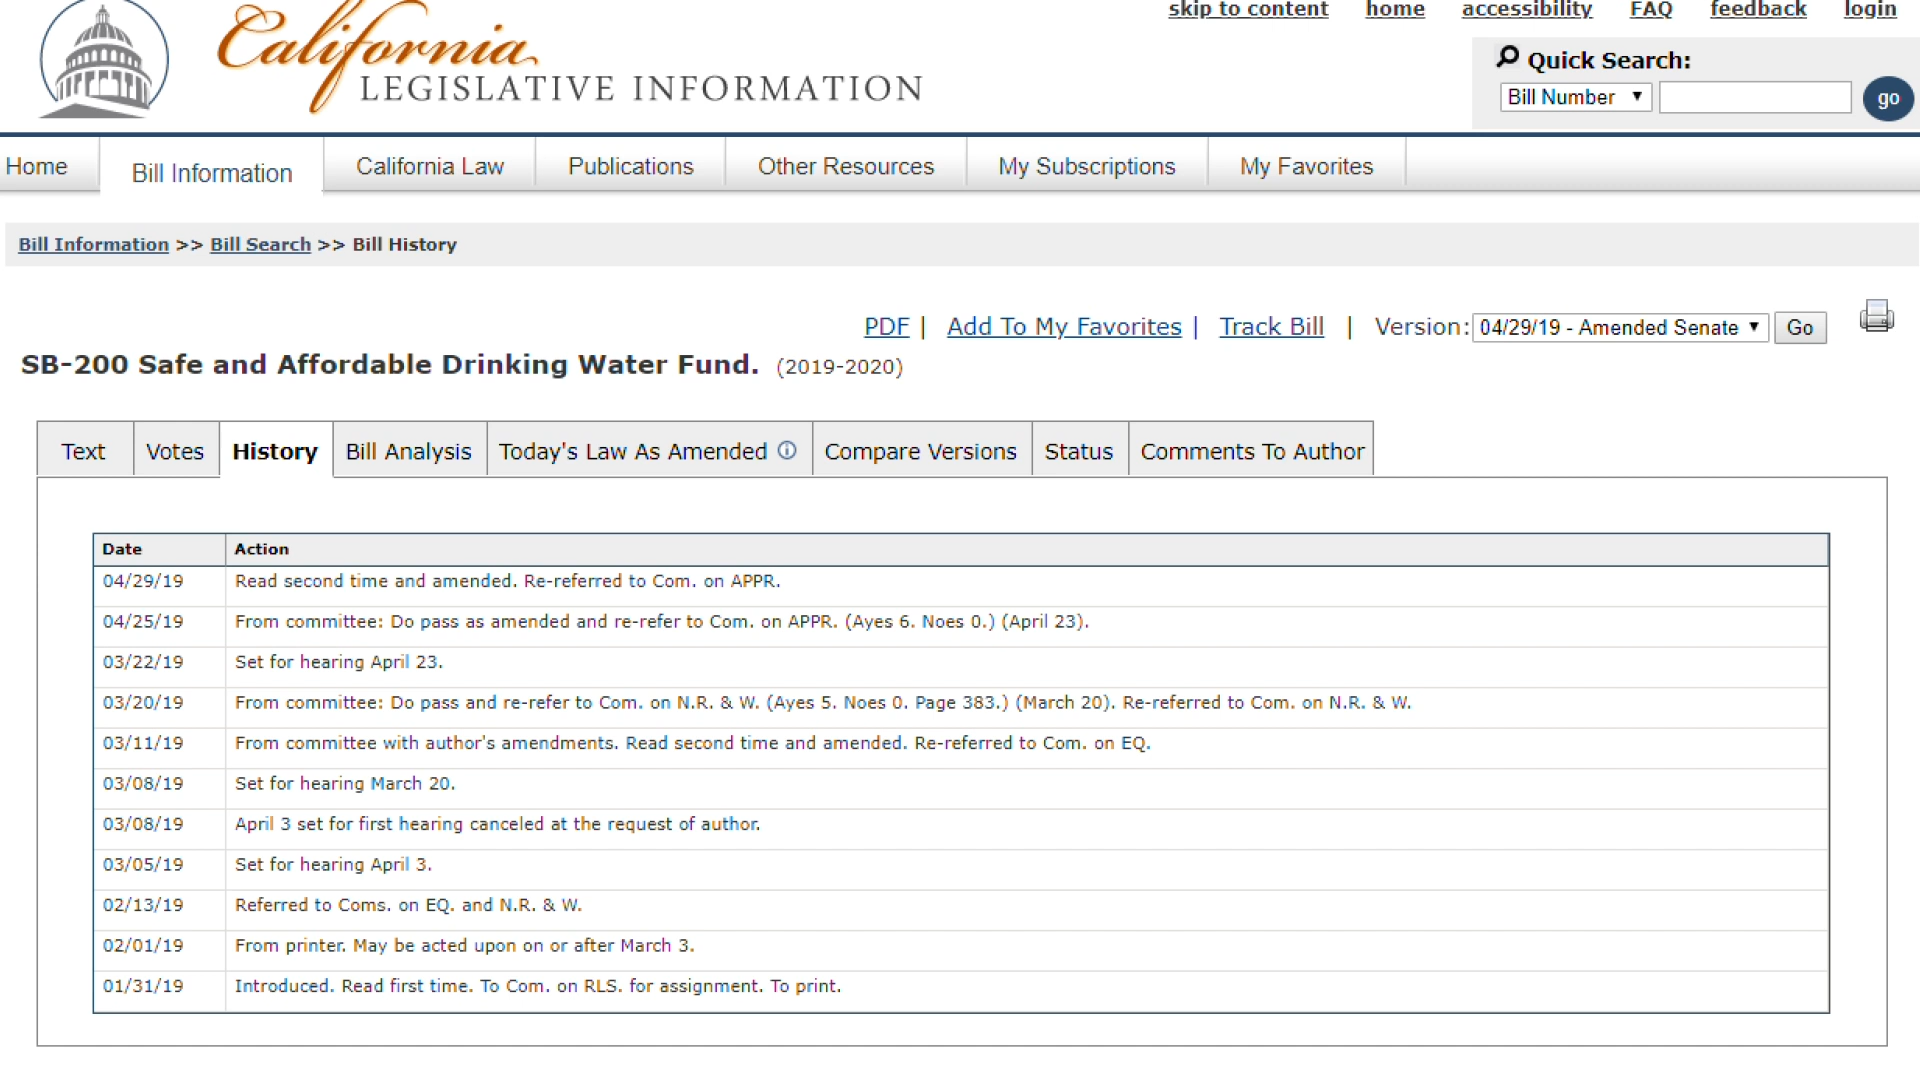 skip to content home accessibility FAQ feedback login
California
LEGISLATIVE INFORMATION
Quick Search:
Bill Number go
Home Bill Information California Law Publications Other Resources My Subscriptions My Favorites
Bill Information >> Bill Search >> Bill History
PDF | Add To My Favorites | Track Bill | Version: 04/29/19 - Amended Senate Go
SB-200 Safe and Affordable Drinking Water Fund. (2019-2020)
Text Votes History Bill Analysis Today's Law As Amended Compare Versions Status Comments To Author
Date Action
04/29/19 Read second time and amended. Re-referred to Com. on APPR.
04/25/19 From committee: Do pass as amended and re-refer to Com. on APPR. (Ayes 6. Noes 0.) (April 23).
03/22/19 Set for hearing April 23.
03/20/19 From committee: Do pass and re-refer to Com. on N.R. & W. (Ayes 5. Noes 0. Page 383.) (March 20). Re-referred to Com. on N.R. & W.
03/11/19 From committee with author's amendments. Read second time and amended. Re-referred to Com. on EQ.
03/08/19 Set for hearing March 20.
03/08/19 April 3 set for first hearing canceled at the request of author.
03/05/19 Set for hearing April 3.
02/13/19 Referred to Coms. on EQ. and N.R. & W.
02/01/19 From printer. May be acted upon on or after March 3.
01/31/19 Introduced. Read first time. To Com. on RLS. for assignment. To print.